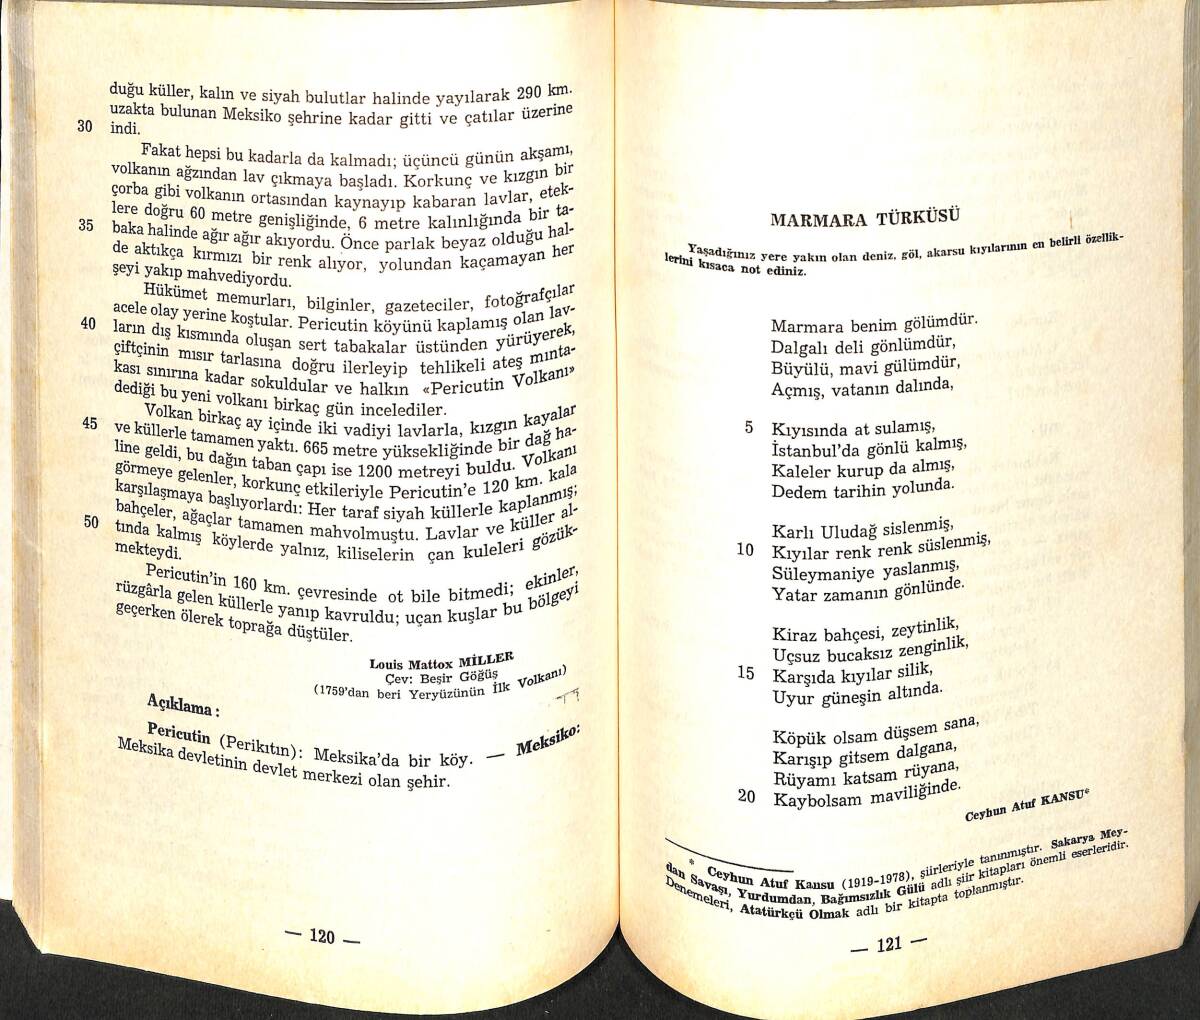 duğu küller, kalın ve siyah bulutlar halinde yayılarak 290 km.
uzakta bulunan Meksiko şehrine kadar gitti ve çatılar üzerine
30 indi.
Fakat hepsi bu kadarla da kalmadı; üçüncü günün akşamı,
volkanın ağzından lav çıkmaya başladı. Korkunç ve kızgın bir
çorba gibi volkanın ortasından kaynayıp kabaran lavlar, etek-
lere doğru 60 metre genişliğinde, 6 metre kalınlığında bir ta-
35 baka halinde ağır ağır akıyordu. Önce parlak beyaz olduğu hal-
de aktıkça kırmızı bir renk alıyor, yolundan kaçamayan her
şeyi yakıp mahvediyordu.
Hükümet memurları, bilginler, gazeteciler, fotoğrafçılar
acele olay yerine koştular. Pericutin köyünü kaplamış olan lav-
40 ların dış kısmında oluşan sert tabakalar üstünden yürüyerek,
çiftçinin mısır tarlasına doğru ilerleyip tehlikeli ateş mınta-
kası sınırına kadar sokuldular ve halkın «Pericutin Volkanı»
dediği bu yeni volkanı birkaç gün incelediler.
Volkan birkaç ay içinde iki vadiyi lavlarla, kızgın kayalar
45 ve küllerle tamamen yaktı. 665 metre yüksekliğinde bir dağ ha-
line geldi, bu dağın taban çapı ise 1200 metreyi buldu. Volkanı
görmeye gelenler, korkunç etkileriyle Pericutin'e 120 km. kala
karşılaşmaya başlıyorlardı: Her taraf siyah küllerle kaplanmış;
bahçeler, ağaçlar tamamen mahvolmuştu. Lavlar ve küller al-
50 tında kalmış köylerde yalnız, kiliselerin çan kuleleri gözük-
mekteydi.
Pericutin'in 160 km. çevresinde ot bile bitmedi; ekinler,
rüzgârla gelen küllerle yanıp kavruldu; uçan kuşlar bu bölgeyi
geçerken ölerek toprağa düştüler.
Louis Mattox MİLLER
Çev: Beşir Göğüş
(1759'dan beri Yeryüzünün İlk Volkanı)
Açıklama :
Pericutin (Perikıtın): Meksika'da bir köy. — Meksiko:
Meksika devletinin devlet merkezi olan şehir.
— 120 —
MARMARA TÜRKÜSÜ
Yaşadığınız yere yakın olan deniz, göl, akarsu kıyılarının en belirli özellik-
lerini kısaca not ediniz.
Marmara benim gölümdür.
Dalgalı deli gönlümdür,
Büyülü, mavi gülümdür,
Açmış, vatanın dalında,
5 Kıyısında at sulamış,
İstanbul'da gönlü kalmış,
Kaleler kurup da almış,
Dedem tarihin yolunda.
Karlı Uludağ sislenmiş,
10 Kıyılar renk renk süslenmiş,
Süleymaniye yaslanmış,
Yatar zamanın gönlünde.
Kiraz bahçesi, zeytinlik,
Uçsuz bucaksız zenginlik,
15 Karşıda kıyılar silik,
Uyur güneşin altında.
Köpük olsam düşsem sana,
Karışıp gitsem dalgana,
Rüyamı katsam rüyana,
20 Kaybolsam maviliğinde.
Ceyhun Atuf KANSU*
* Ceyhun Atuf Kansu (1919-1978), şiirleriyle tanınmıştır. Sakarya Mey-
dan Savaşı, Yurdumdan, Bağımsızlık Gülü adlı şiir kitapları önemli eserleridir.
Denemeleri, Atatürkçü Olmak adlı bir kitapta toplanmıştır.
— 121 —